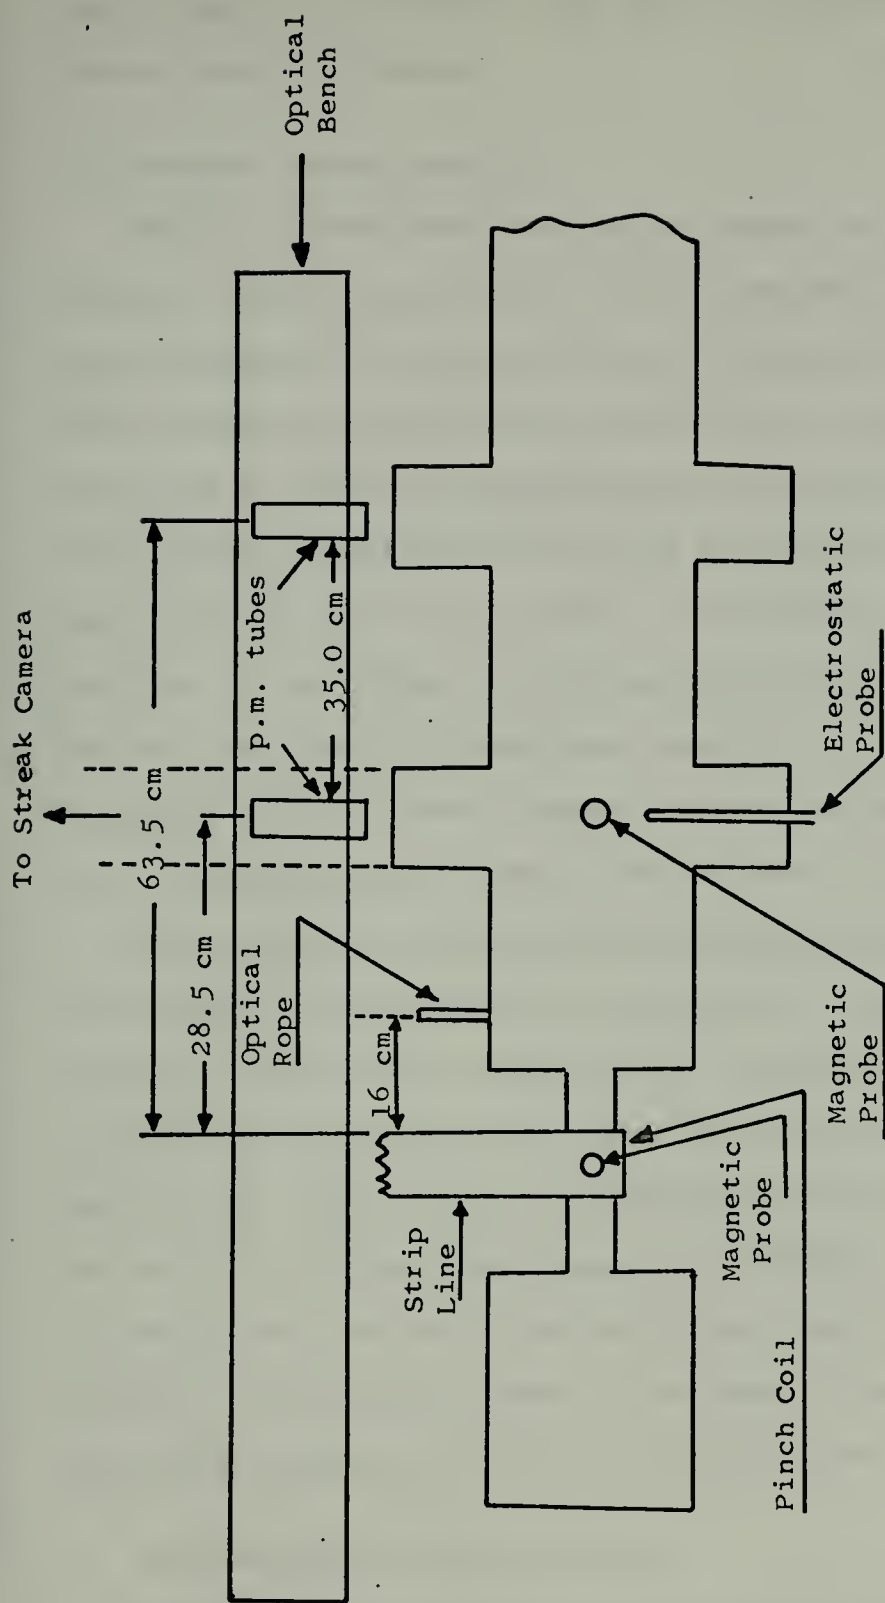 To Streak Camera
63.5 cm
28.5 cm
p.m. tubes
35.0 cm
Optical
Bench
Optical
Rope
16 cm
Strip
Line
Magnetic
Probe
Pinch Coil
Magnetic
Probe
Electrostatic
Probe